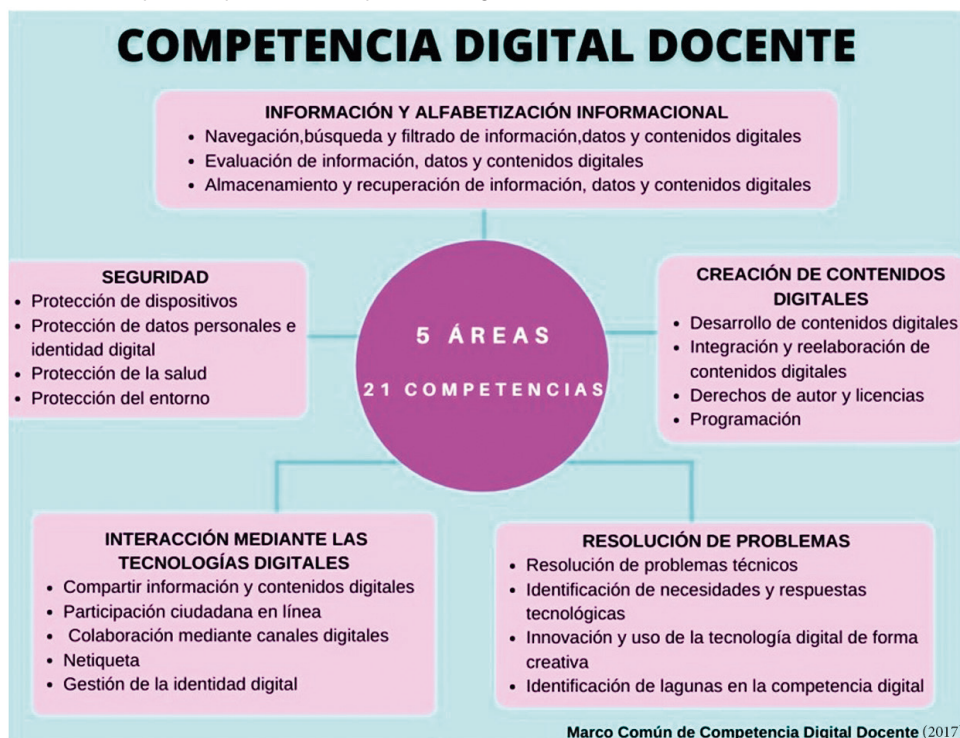 COMPETENCIA DIGITAL DOCENTE
INFORMACIÓN Y ALFABETIZACIÓN INFORMACIONAL
• Navegación,búsqueda y filtrado de información,datos y contenidos digitales
• Evaluación de información, datos y contenidos digitales
• Almacenamiento y recuperación de información, datos y contenidos digitales
SEGURIDAD
• Protección de dispositivos
• Protección de datos personales e
identidad digital
• Protección de la salud
• Protección del entorno
5 ÁREAS
21 COMPETENCIAS
CREACIÓN DE CONTENIDOS
DIGITALES
• Desarrollo de contenidos digitales
• Integración y reelaboración de
contenidos digitales
• Derechos de autor y licencias
• Programación
INTERACCIÓN MEDIANTE LAS
TECNOLOGÍAS DIGITALES
• Compartir información y contenidos digitales
• Participación ciudadana en línea
• Colaboración mediante canales digitales
• Netiqueta
• Gestión de la identidad digital
RESOLUCIÓN DE PROBLEMAS
• Resolución de problemas técnicos
• Identificación de necesidades y respuestas
tecnológicas
• Innovación y uso de la tecnología digital de forma
creativa
• Identificación de lagunas en la competencia digital
Marco Común de Competencia Digital Docente (2017)